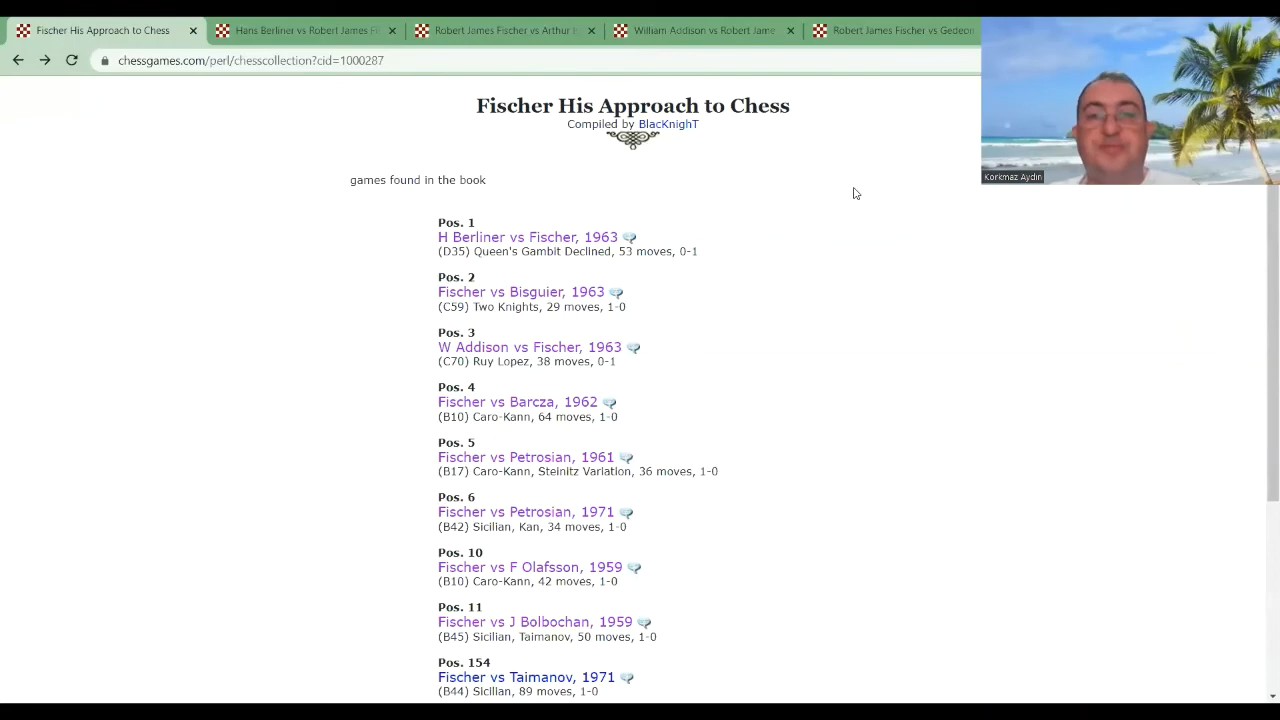 Fischer His Approach to Chess
Hans Berliner vs Robert James Fi
Robert James Fischer vs Arthur
William Addison vs Robert Jame
Robert James Fischer vs Gedeon
chessgames.com/perl/chesscollection?cid=1000287
Fischer His Approach to Chess
Compiled by BlacKnighT
Korkmaz Aydın
games found in the book
Pos. 1
H Berliner vs Fischer, 1963
(D35) Queen's Gambit Declined, 53 moves, 0-1
Pos. 2
Fischer vs Bisguier, 1963
(C59) Two Knights, 29 moves, 1-0
Pos. 3
W Addison vs Fischer, 1963
(C70) Ruy Lopez, 38 moves, 0-1
Pos. 4
Fischer vs Barcza, 1962
(B10) Caro-Kann, 64 moves, 1-0
Pos. 5
Fischer vs Petrosian, 1961
(B17) Caro-Kann, Steinitz Variation, 36 moves, 1-0
Pos. 6
Fischer vs Petrosian, 1971
(B42) Sicilian, Kan, 34 moves, 1-0
Pos. 10
Fischer vs F Olafsson, 1959
(B10) Caro-Kann, 42 moves, 1-0
Pos. 11
Fischer vs J Bolbochan, 1959
(B45) Sicilian, Taimanov, 50 moves, 1-0
Pos. 154
Fischer vs Taimanov, 1971
(B44) Sicilian, 89 moves, 1-0